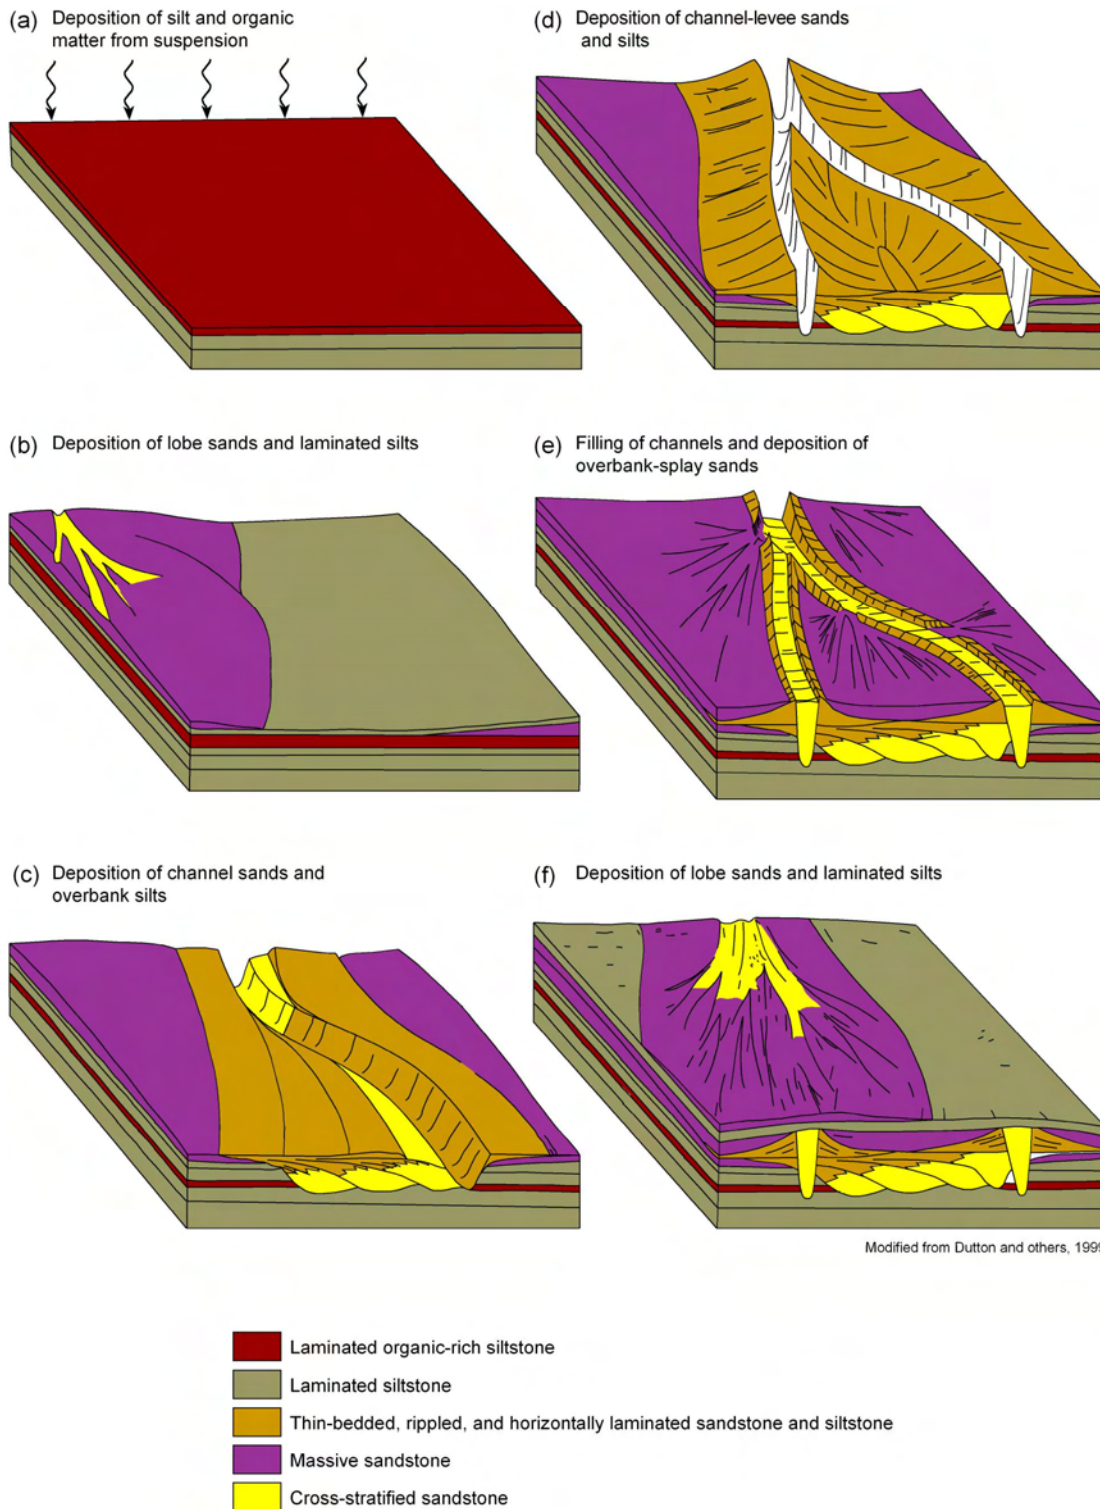 (a) Deposition of silt and organic
matter from suspension
(b) Deposition of lobe sands and laminated silts
(c) Deposition of channel sands and
overbank silts
(d) Deposition of channel-levee sands
and silts
(e) Filling of channels and deposition of
overbank-splay sands
(f) Deposition of lobe sands and laminated silts
Modified from Dutton and others, 1999
Laminated organic-rich siltstone
Laminated siltstone
Thin-bedded, rippled, and horizontally laminated sandstone and siltstone
Massive sandstone
Cross-stratified sandstone